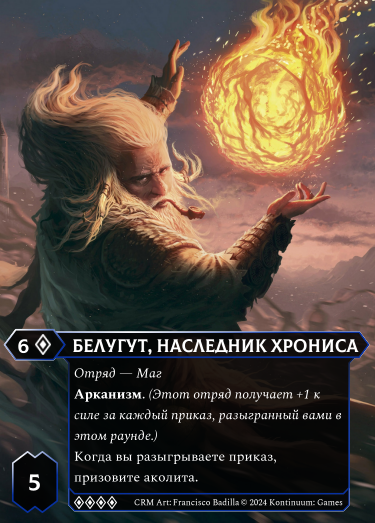 6 БЕЛУГУТ, НАСЛЕДНИК ХРОНИСА
Отряд — Маг
Арканизм. (Этот отряд получает +1 к
силе за каждый приказ, разыгранный вами в
этом раунде.)
Когда вы разыгрываете приказ,
призовите аколита.
5
CRM Art: Francisco Badilla © 2024 Kontinuum: Games